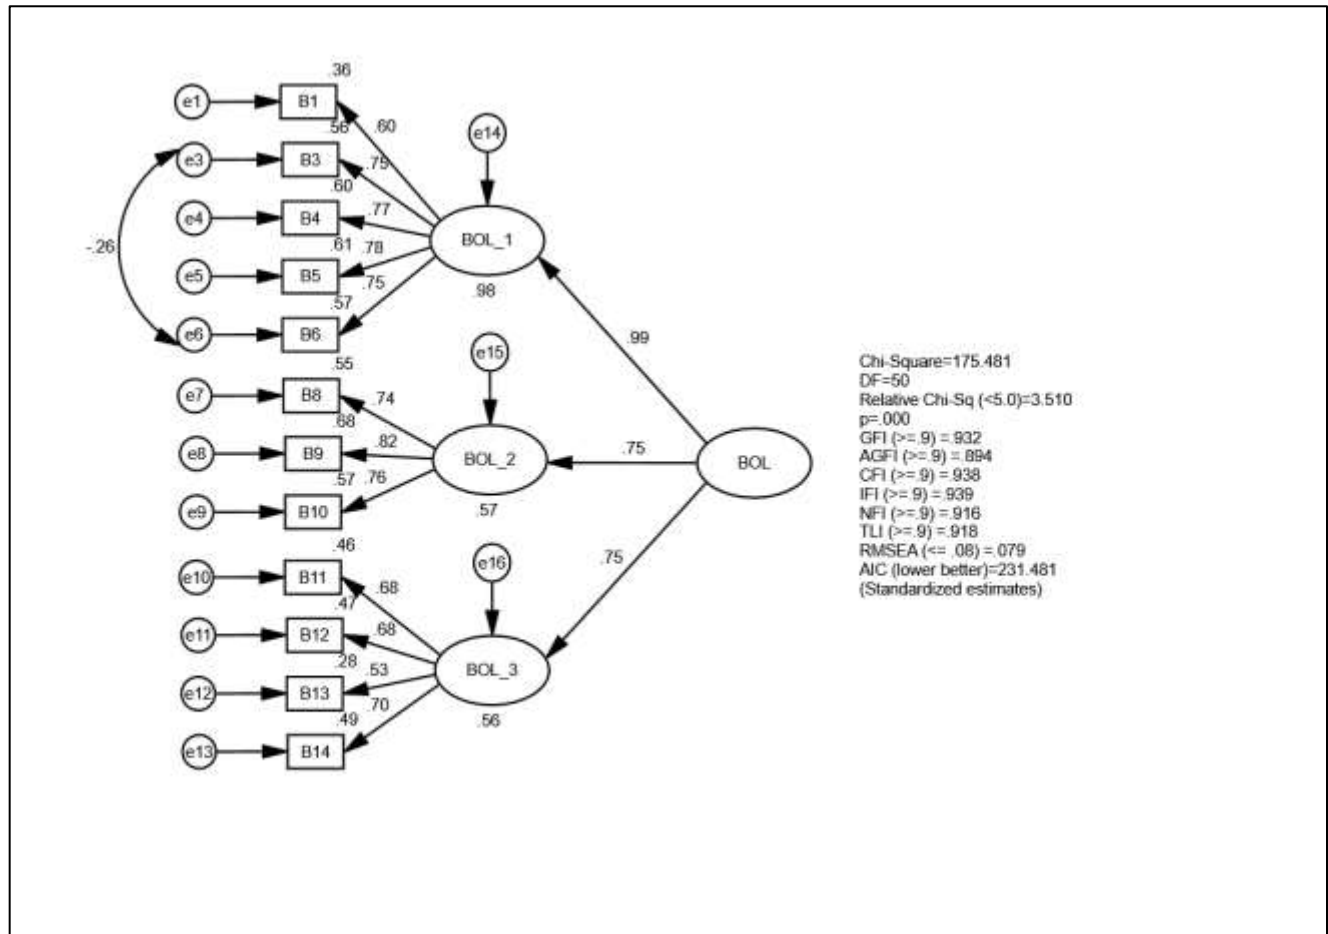 .36
e1 B1 .60
.56
e3 B3 .75
.60
e4 B4 .77
.61 .78
e5 B5 .75
.57
e6 B6
-.26
e14
BOL_1
.98
.99
.55
e7 B8 .74
.68
e8 B9 .82
.57 .76
e9 B10
e15
BOL_2
.57
.75
BOL
.46
e10 B11 .68
.47
e11 B12 .68
.28 .53
e12 B13 .70
.49
e13 B14
e16
BOL_3
.56
.75
Chi-Square=175.481
DF=50
Relative Chi-Sq (<5.0)=3.510
p=.000
GFI (>=.9) =.932
AGFI (>=.9) =.894
CFI (>=.9) =.938
IFI (>=.9) =.939
NFI (>=.9) =.916
TLI (>=.9) =.918
RMSEA (<= .08) =.079
AIC (lower better)=231.481
(Standardized estimates)